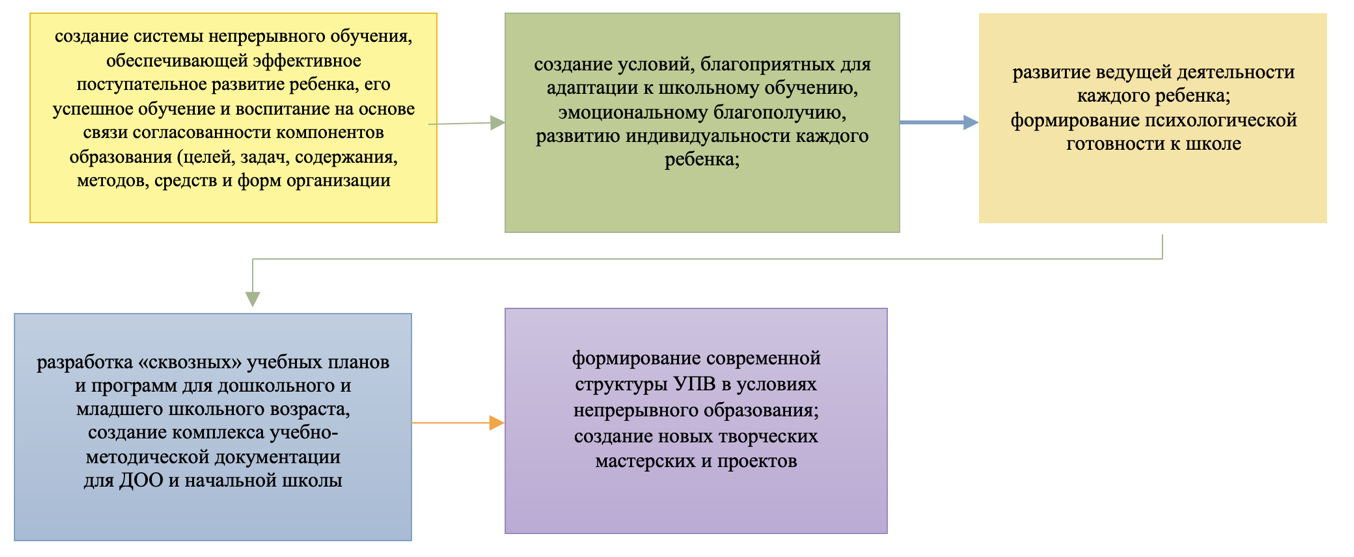 создание системы непрерывного обучения,
обеспечивающей эффективное
поступательное развитие ребенка, его
успешное обучение и воспитание на основе
связи согласованности компонентов
образования (целей, задач, содержания,
методов, средств и форм организации
создание условий, благоприятных для
адаптации к школьному обучению,
эмоциональному благополучию,
развитию индивидуальности каждого
ребенка;
развитие ведущей деятельности
каждого ребенка;
формирование психологической
готовности к школе
разработка «сквозных» учебных планов
и программ для дошкольного и
младшего школьного возраста,
создание комплекса учебно-
методической документации
для ДОО и начальной школы
формирование современной
структуры УПВ в условиях
непрерывного образования;
создание новых творческих
мастерских и проектов